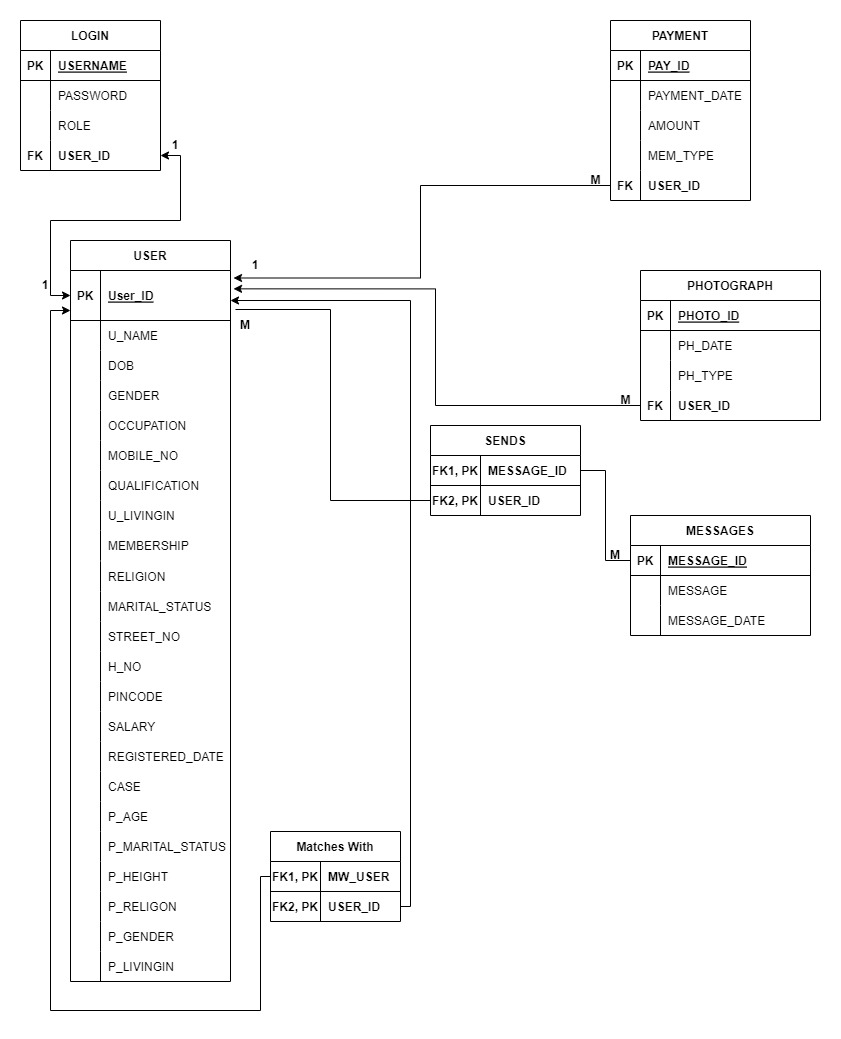 LOGIN
PK USERNAME
PASSWORD
ROLE
FK USER_ID
1
PAYMENT
PK PAY_ID
PAYMENT_DATE
AMOUNT
MEM_TYPE
FK USER_ID
M
1
1
M
USER
PK User_ID
U_NAME
DOB
GENDER
OCCUPATION
MOBILE_NO
QUALIFICATION
U_LIVINGIN
MEMBERSHIP
RELIGION
MARITAL_STATUS
STREET_NO
H_NO
PINCODE
SALARY
REGISTERED_DATE
CASE
P_AGE
P_MARITAL_STATUS
P_HEIGHT
P_RELIGON
P_GENDER
P_LIVINGIN
PHOTOGRAPH
PK PHOTO_ID
PH_DATE
PH_TYPE
FK USER_ID
M
SENDS
FK1, PK MESSAGE_ID
FK2, PK USER_ID
MESSAGES
M
PK MESSAGE_ID
MESSAGE
MESSAGE_DATE
Matches With
FK1, PK MW_USER
FK2, PK USER_ID